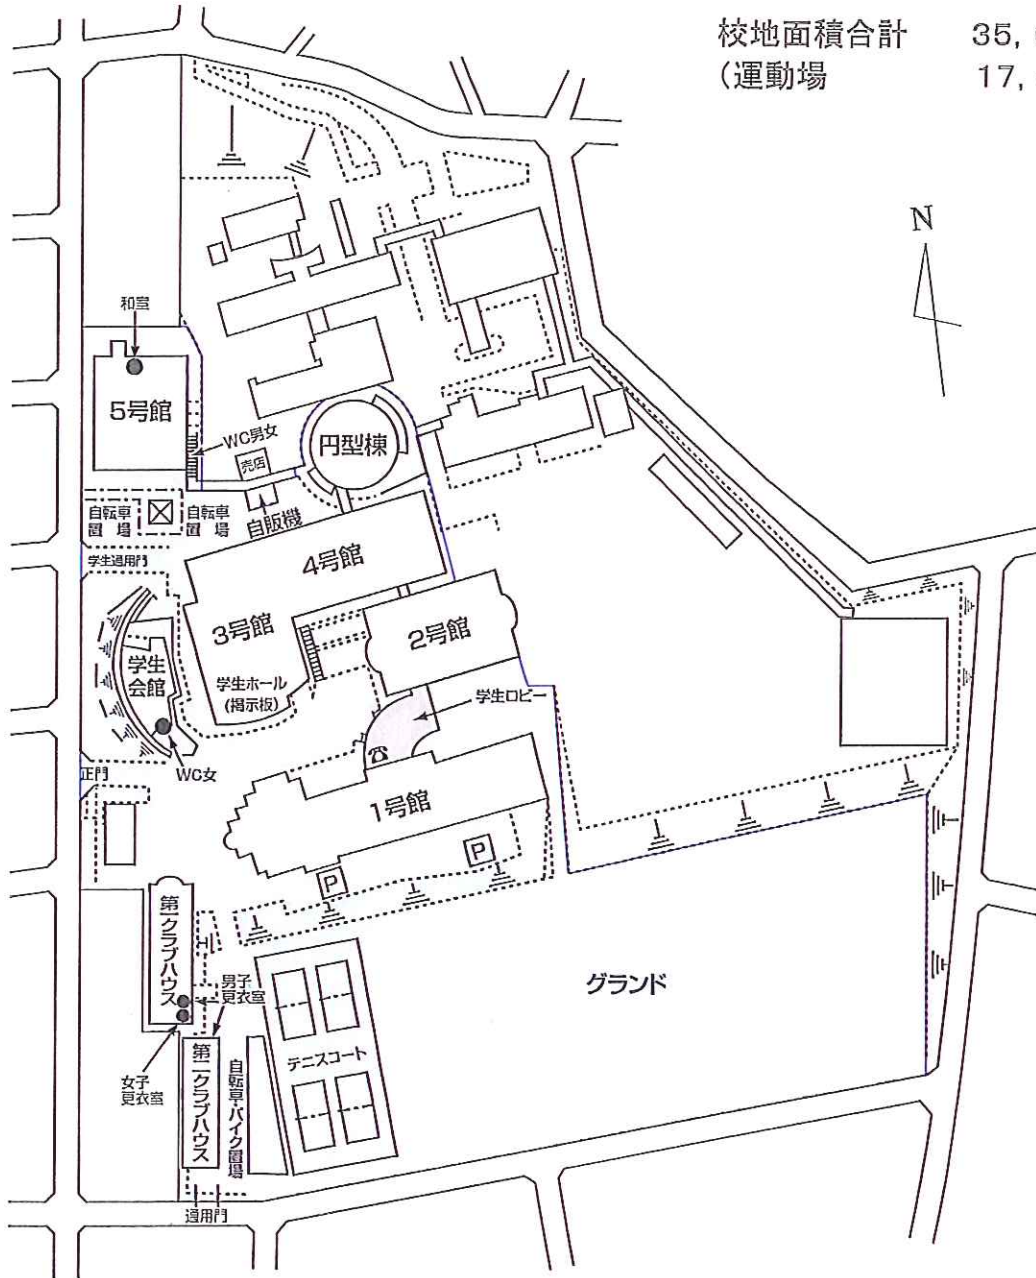 校地面積合計 35,
(運動場 17,
N
和室
5号館
WC男女
売店
円型棟
自転車
置場
自転車
置場
自販機
4号館
学生通用門
3号館
2号館
学生
会館
学生ホール
(掲示板)
学生ロビー
正門
WC女
1号館
P
P
第一クラブハウス
男子
更衣室
グランド
女子
更衣室
第二クラブハウス
自転車・バイク置場
テニスコート
通用門